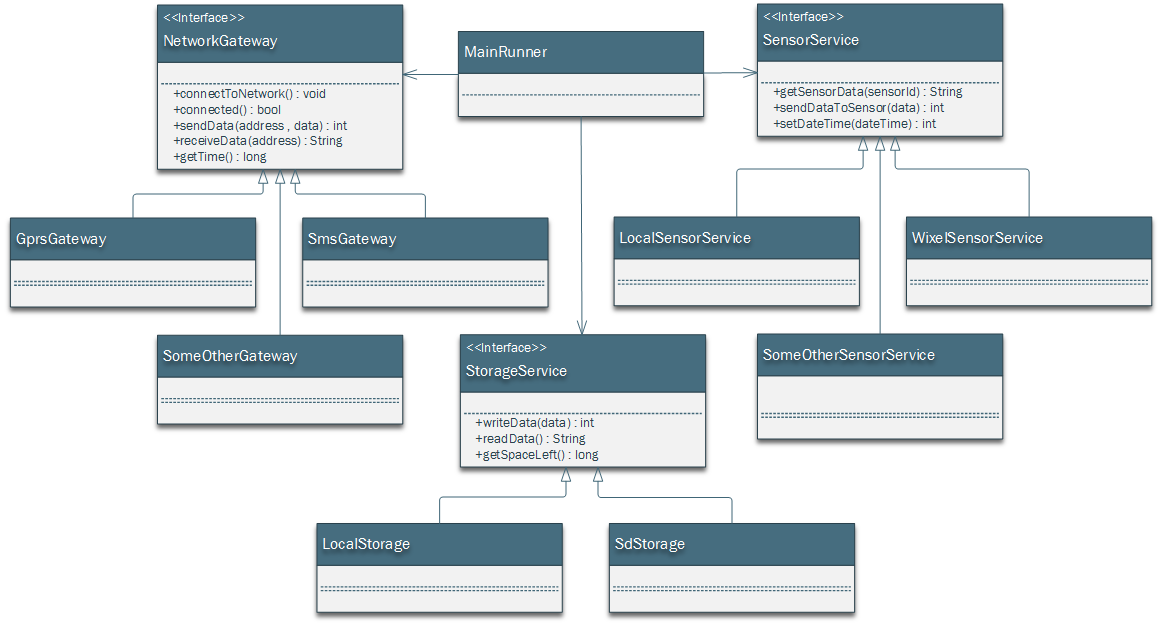 <<Interface>>
NetworkGateway
+connectToNetwork() : void
+connected() : bool
+sendData(address , data) : int
+receiveData(address) : String
+getTime() : long
MainRunner
<<Interface>>
SensorService
+getSensorData(sensorId) : String
+sendDataToSensor(data) : int
+setDateTime(dateTime) : int
GprsGateway
SmsGateway
LocalSensorService
WixelSensorService
SomeOtherGateway
<<Interface>>
StorageService
+writeData(data) : int
+readData() : String
+getSpaceLeft() : long
SomeOtherSensorService
LocalStorage
SdStorage